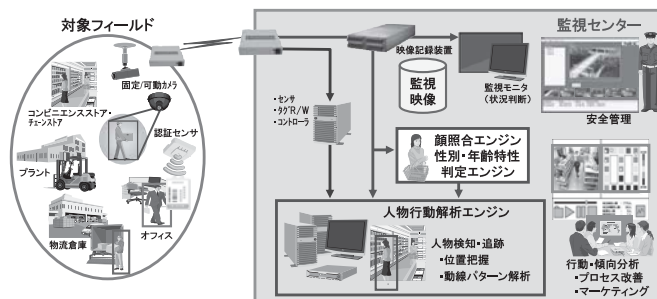 対象フィールド
固定/可動カメラ
コンビニエンスストア・
チェーンストア
認証センサ
プラント
オフィス
物流倉庫
監視センター
映像記録装置
監視
映像
監視モニタ
(状況判断)
安全管理
・センサ
・タグR/W
・コントローラ
顔照合エンジン
性別・年齢特性
判定エンジン
人物行動解析エンジン
人物検知・追跡
・位置把握
・動線パターン解析
行動・傾向分析
・プロセス改善
・マーケティング